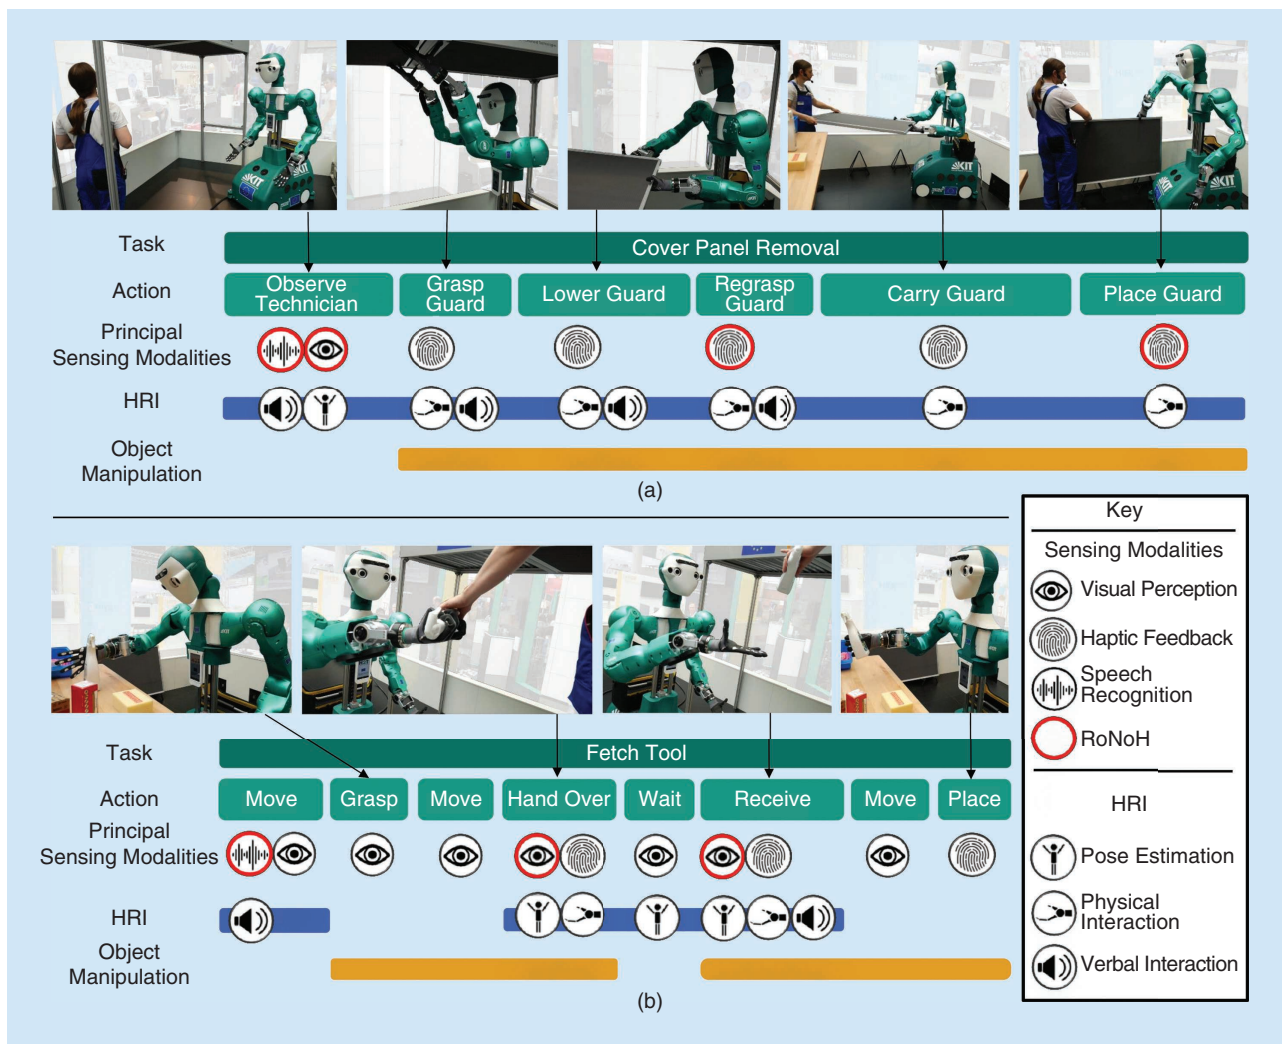 KIT
KIT
KIT
Task
Cover Panel Removal
Action
Observe
Technician
Grasp
Guard
Lower Guard
Regrasp
Guard
Carry Guard
Place Guard
Principal
Sensing Modalities
HRI
Object
Manipulation
(a)
Key
Sensing Modalities
Visual Perception
Haptic Feedback
Speech
Recognition
RoNoH
HRI
Pose Estimation
Physical
Interaction
Verbal Interaction
Task
Fetch Tool
Action
Move
Grasp
Move
Hand Over
Wait
Receive
Move
Place
Principal
Sensing Modalities
HRI
Object
Manipulation
(b)